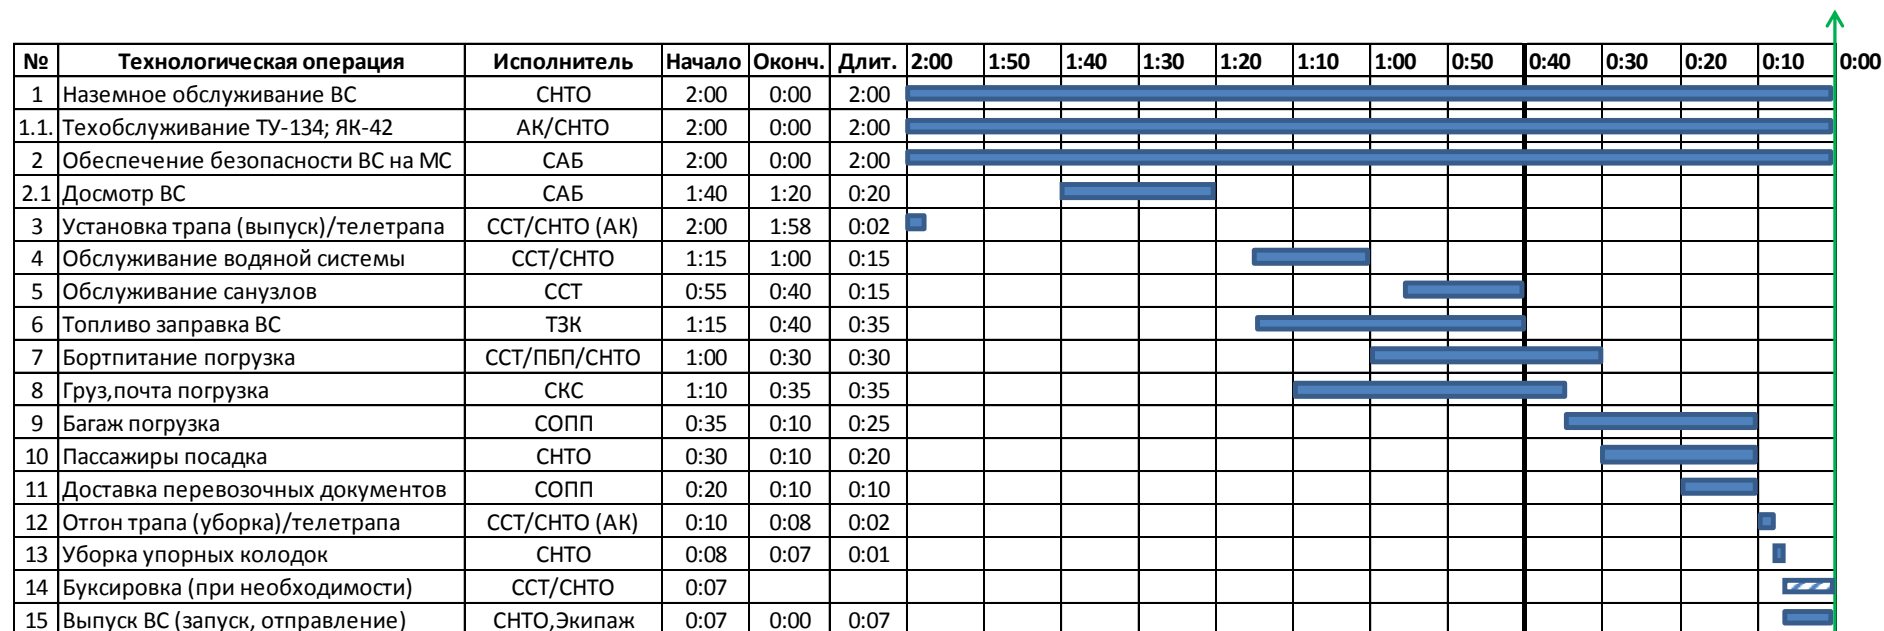 № Технологическая операция Исполнитель Начало Оконч. Длит. 2:00 1:50 1:40 1:30 1:20 1:10 1:00 0:50 0:40 0:30 0:20 0:10 0:00
1 Наземное обслуживание ВС СНТО 2:00 0:00 2:00
1.1. Техобслуживание ТУ-134; ЯК-42 АК/СНТО 2:00 0:00 2:00
2 Обеспечение безопасности ВС на МС САБ 2:00 0:00 2:00
2.1 Досмотр ВС САБ 1:40 1:20 0:20
3 Установка трапа (выпуск)/телетрапа ССТ/СНТО (АК) 2:00 1:58 0:02
4 Обслуживание водяной системы ССТ/СНТО 1:15 1:00 0:15
5 Обслуживание санузлов ССТ 0:55 0:40 0:15
6 Топливо заправка ВС ТЗК 1:15 0:40 0:35
7 Бортпитание погрузка ССТ/ПБП/СНТО 1:00 0:30 0:30
8 Груз,почта погрузка СКС 1:10 0:35 0:35
9 Багаж погрузка СОПП 0:35 0:10 0:25
10 Пассажиры посадка СНТО 0:30 0:10 0:20
11 Доставка перевозочных документов СОПП 0:20 0:10 0:10
12 Отгон трапа (уборка)/телетрапа ССТ/СНТО (АК) 0:10 0:08 0:02
13 Уборка упорных колодок СНТО 0:08 0:07 0:01
14 Буксировка (при необходимости) ССТ/СНТО 0:07
15 Выпуск ВС (запуск, отправление) СНТО,Экипаж 0:07 0:00 0:07